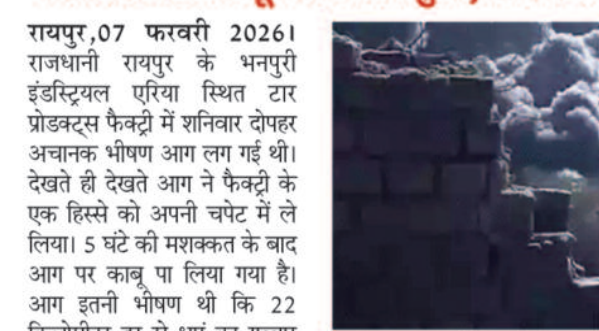 रायपुर,07 फरवरी 2026।
राजधानी रायपुर के भनपुरी
इंडस्ट्रियल एरिया स्थित टार
प्रोडक्ट्स फैक्ट्री में शनिवार दोपहर
अचानक भीषण आग लग गई थी।
देखते ही देखते आग ने फैक्ट्री के
एक हिस्से को अपनी चपेट में ले
लिया। 5 घंटे की मशक्कत के बाद
आग पर काबू पा लिया गया है।
आग इतनी भीषण थी कि 22